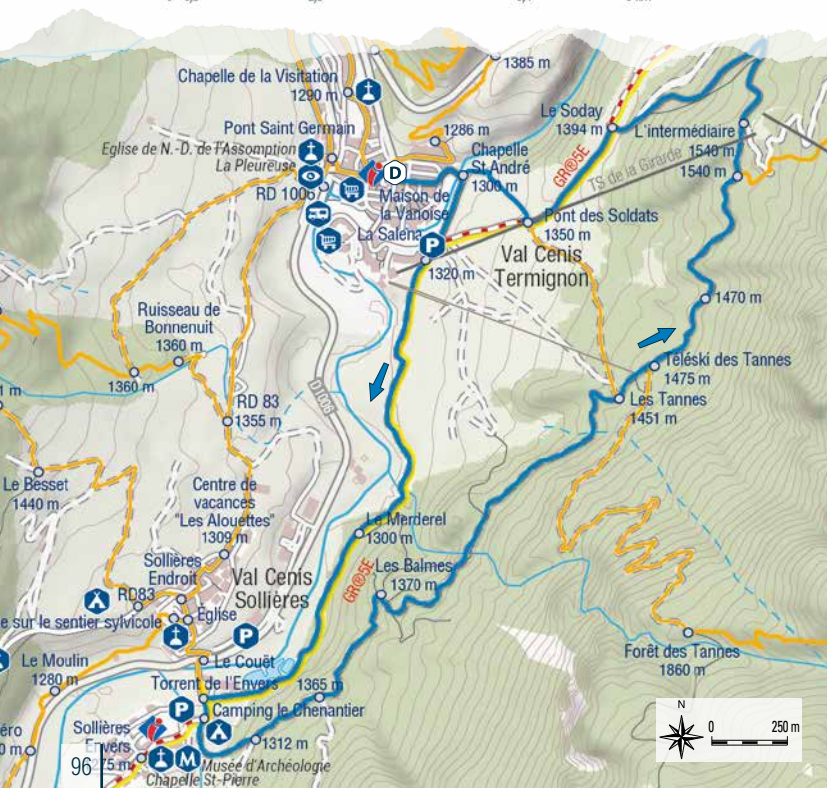 1385 m
Chapelle de la Visitation
1290 m
Le Soday
1394 m
L'intermédiaire
1540 m
1540 m
Pont Saint Germain
1286 m
Eglise de N.-D. de l'Assomption
La Pleureuse
D
Chapelle
St André
1300 m
GR®5E
TS de la Girarde
RD 1006
Maison de
la Vanoise
La Salena
P
Pont des Soldats
1350 m
1320 m
Val Cenis
Termignon
1470 m
Ruisseau de
Bonnenuit
1360 m
1360 m
Téléski des Tannes
1475 m
Les Tannes
1451 m
1 m
D1006
RD 83
1355 m
Le Besset
1440 m
Centre de
vacances
"Les Alouettes"
1309 m
Le Merderel
1300 m
Sollières
Endroit
Val Cenis
Sollières
GR®5E
Les Balmes
1370 m
RD83
Eglise
e sur le sentier sylvicole
P
Le Moulin
1280 m
Le Couët
Forêt des Tannes
1860 m
Torrent de l'Envers
1365 m
P
Camping le Chenantier
éro
0 m
Sollières
Envers
1312 m
96
275 m
M
Musée d'Archéologie
Chapelle St-Pierre
N
0 250 m